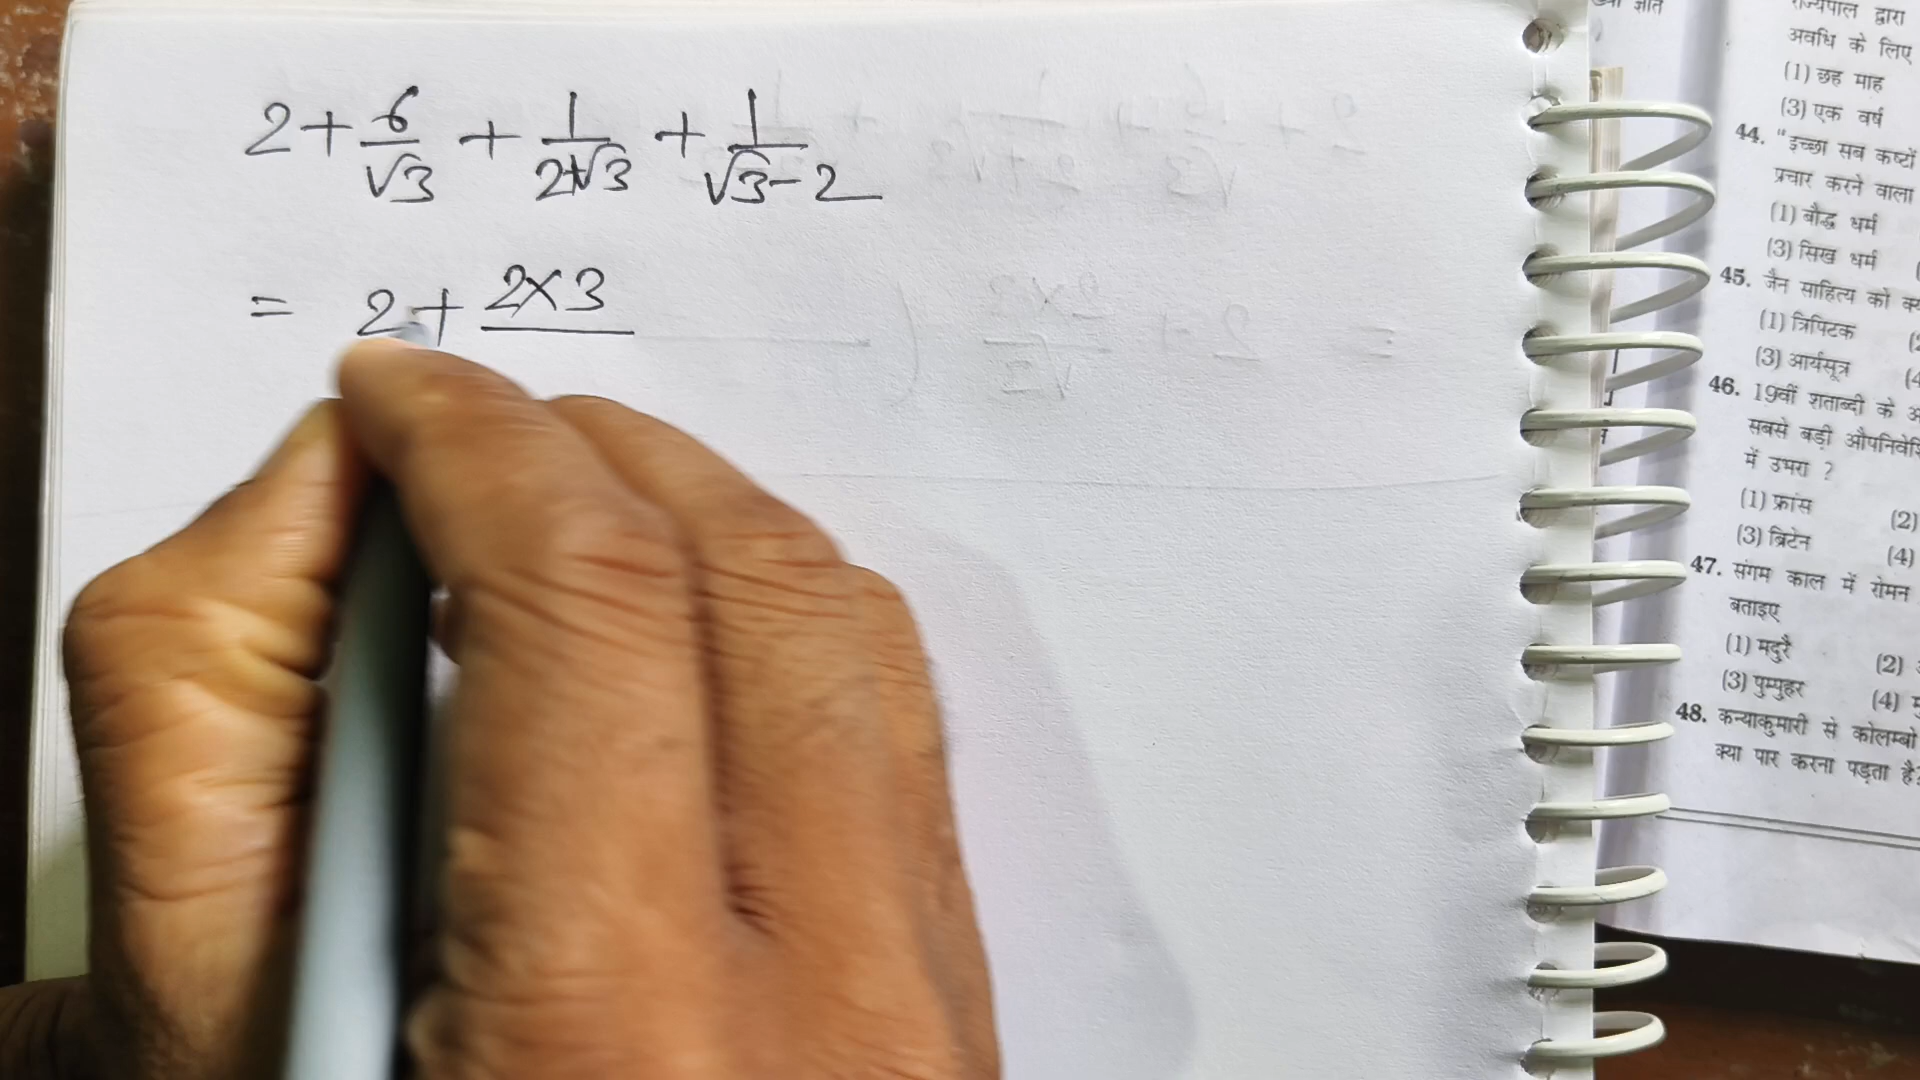 2 + 6/√3 + 1/2+√3 + 1/√3-2
= 2 + 2×3
राज्यपाल द्वारा
अवधि के लिए
(1) छह माह
(3) एक वर्ष
44. "इच्छा सब कष्टों
प्रचार करने वाला
(1) बौद्ध धर्म
(3) सिख धर्म
45. जैन साहित्य को
(1) त्रिपिटक
(3) आर्यसूत्र (4
46. 19वीं शताब्दी के
सबसे बड़ी
में उभरा ?
(1) फ्रांस (2)
(3) ब्रिटेन (4)
47. संगम काल में रोमन
बताइए
(1) मदुरै (2)
(3) पुम्पुहर (4)
48. कन्याकुमारी से कोलम्बो
क्या पार करना पड़ता है?